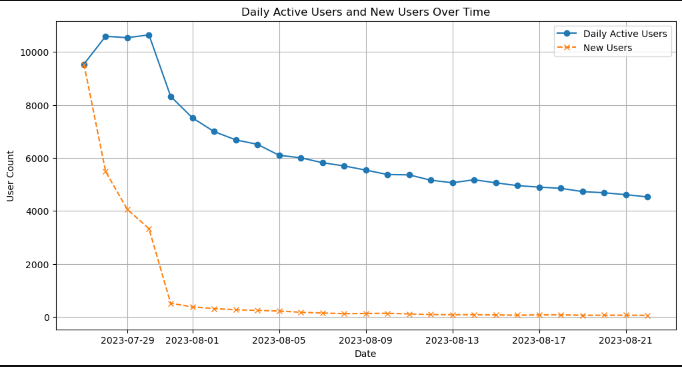 Daily Active Users and New Users Over Time
Daily Active Users
New Users
10000
8000
6000
4000
2000
0
User Count
2023-07-29 2023-08-01 2023-08-05 2023-08-09 2023-08-13 2023-08-17 2023-08-21
Date